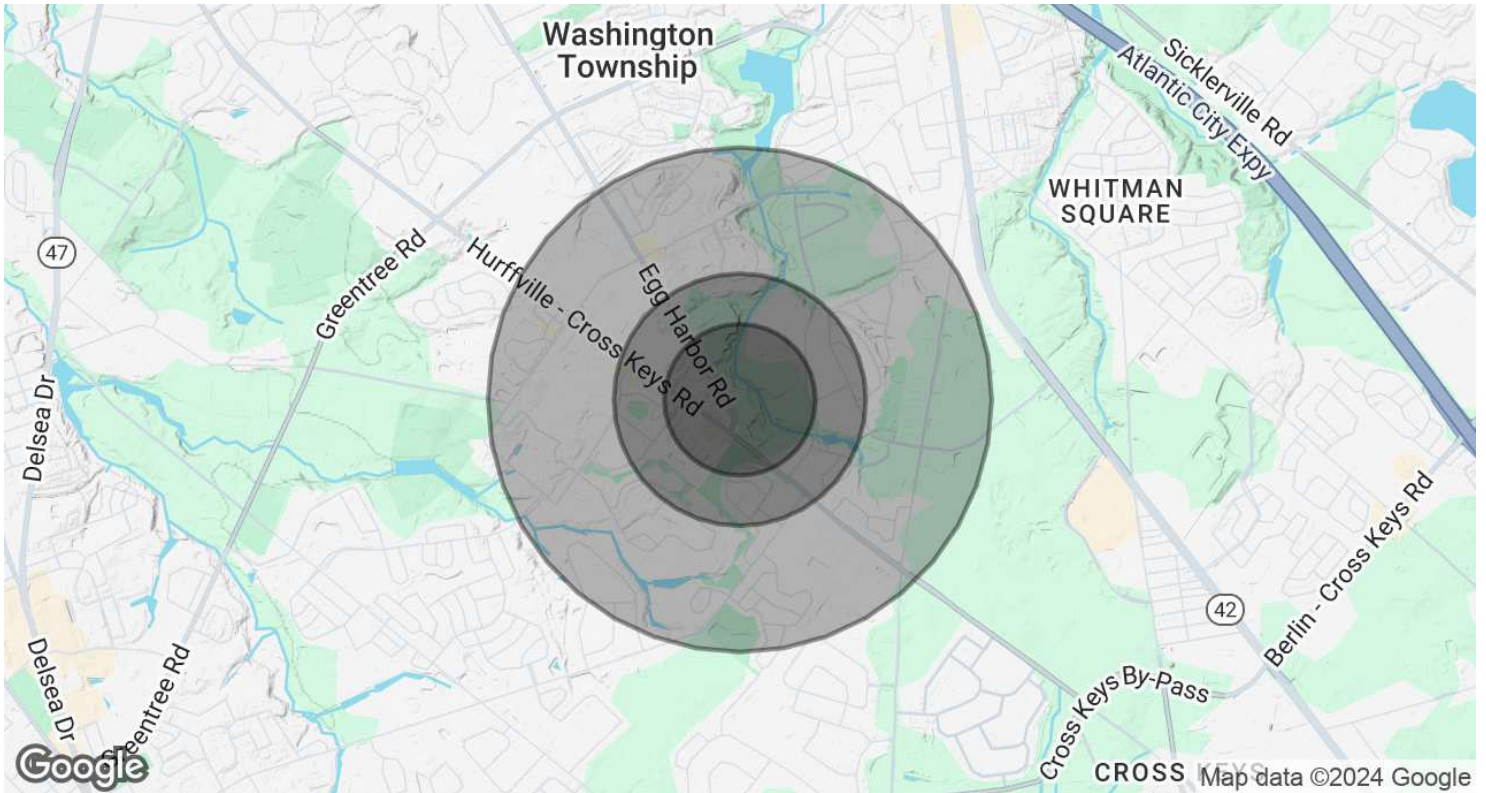 Washington
Township
Sicklerville Rd
Atlantic City Expy
WHITMAN
SQUARE
47
Greentree Rd
Hurffville - Cross Keys Rd
Egg Harbor Rd
Delsea Dr
42
Berlin - Cross Keys Rd
Cross Keys By-Pass
Delsea Dr
Greentree Rd
Google
CROSS KEYS
Map data ©2024 Google